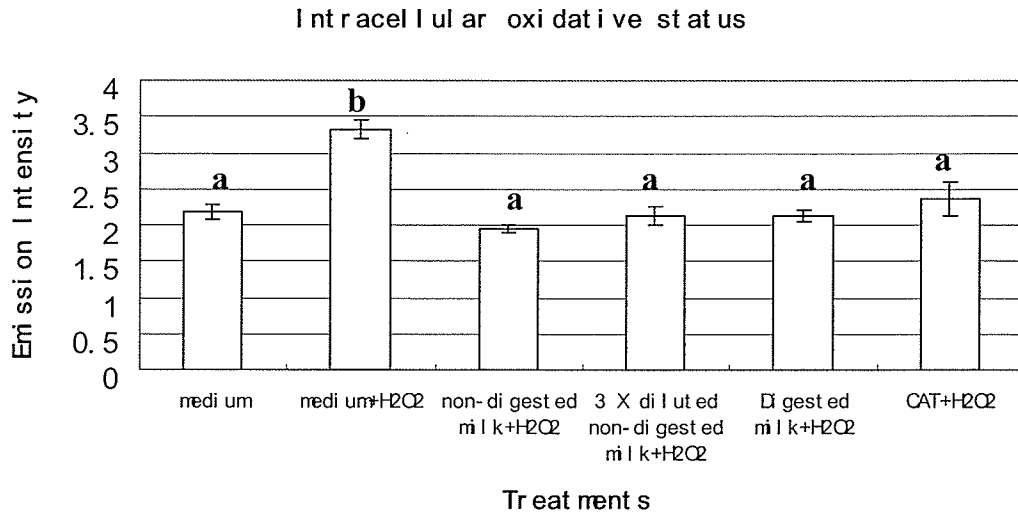 Intracellular oxidative status
Emission Intensity
4
3.5
3
2.5
2
1.5
1
0.5
0
a
b
a
a
a
a
medium
medium+H2O2
non-digested
milk+H2O2
3 X diluted
non-digested
milk+H2O2
Digested
milk+H2O2
CAT+H2O2
Treatments